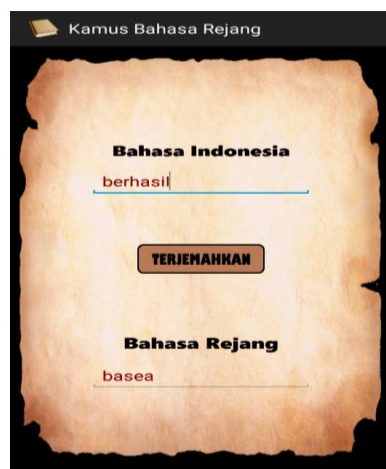 Kamus Bahasa Rejang
Bahasa Indonesia
berhasil
TERJEMAHKAN
Bahasa Rejang
basea